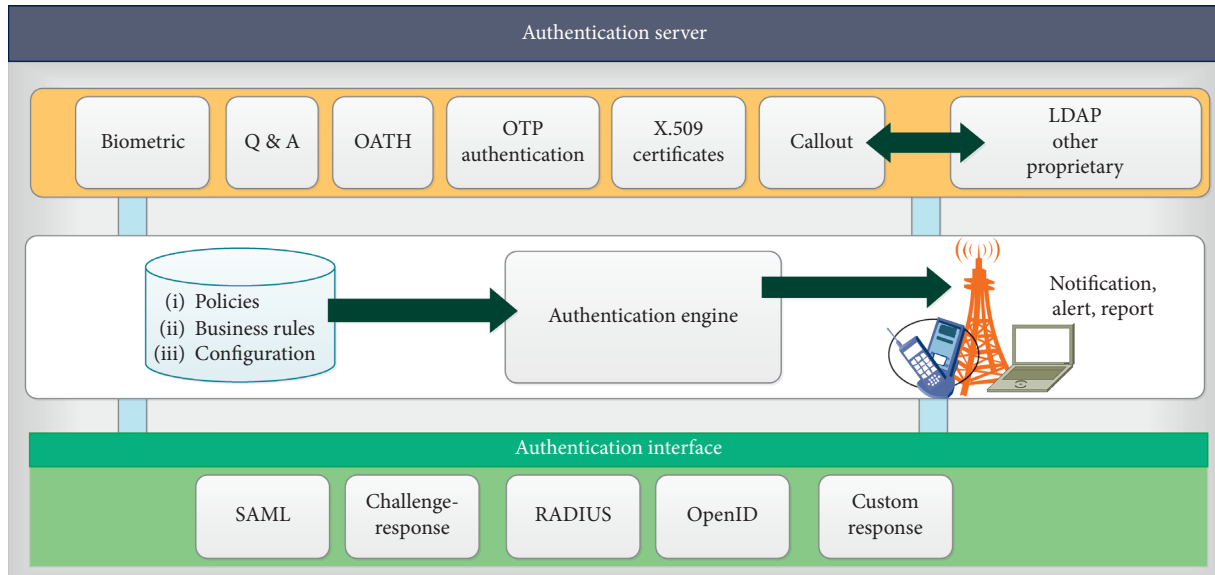 Authentication server
Biometric
Q & A
OATH
OTP
authentication
X.509
certificates
Callout
LDAP
other
proprietary
(i) Policies
(ii) Business rules
(iii) Configuration
Authentication engine
Notification,
alert, report
Authentication interface
SAML
Challenge-
response
RADIUS
OpenID
Custom
response